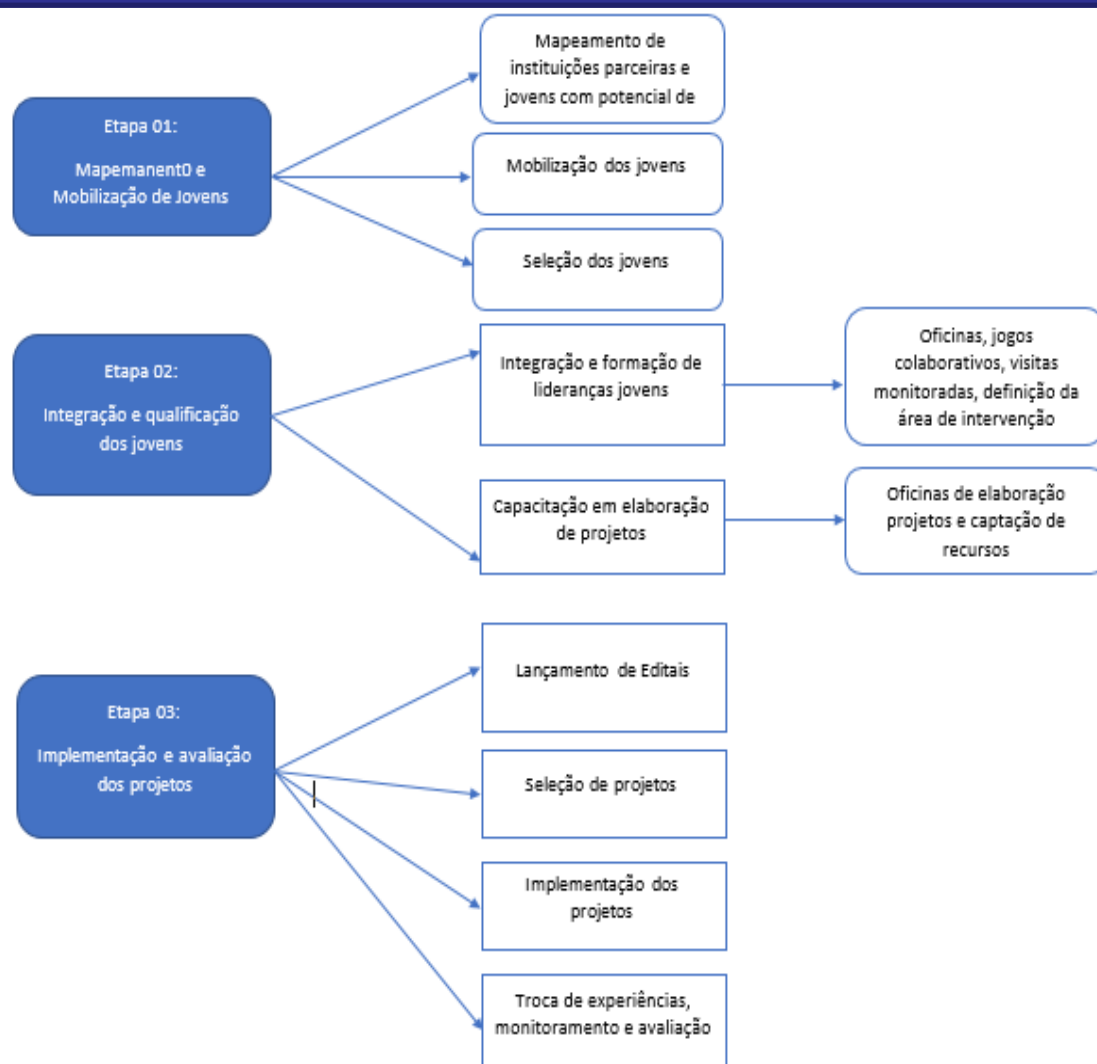 Etapa 01:
Mapemanent0 e
Mobilização de Jovens
Mapeamento de
instituições parceiras e
jovens com potencial de
Mobilização dos jovens
Seleção dos jovens
Etapa 02:
Integração e qualificação
dos jovens
Integração e formação de
lideranças jovens
Oficinas, jogos
colaborativos, visitas
monitoradas, definição da
área de intervenção
Capacitação em elaboração
de projetos
Oficinas de elaboração
projetos e captação de
recursos
Etapa 03:
Implementação e avaliação
dos projetos
Lançamento de Editais
Seleção de projetos
Implementação dos
projetos
Troca de experiências,
monitoramento e avaliação